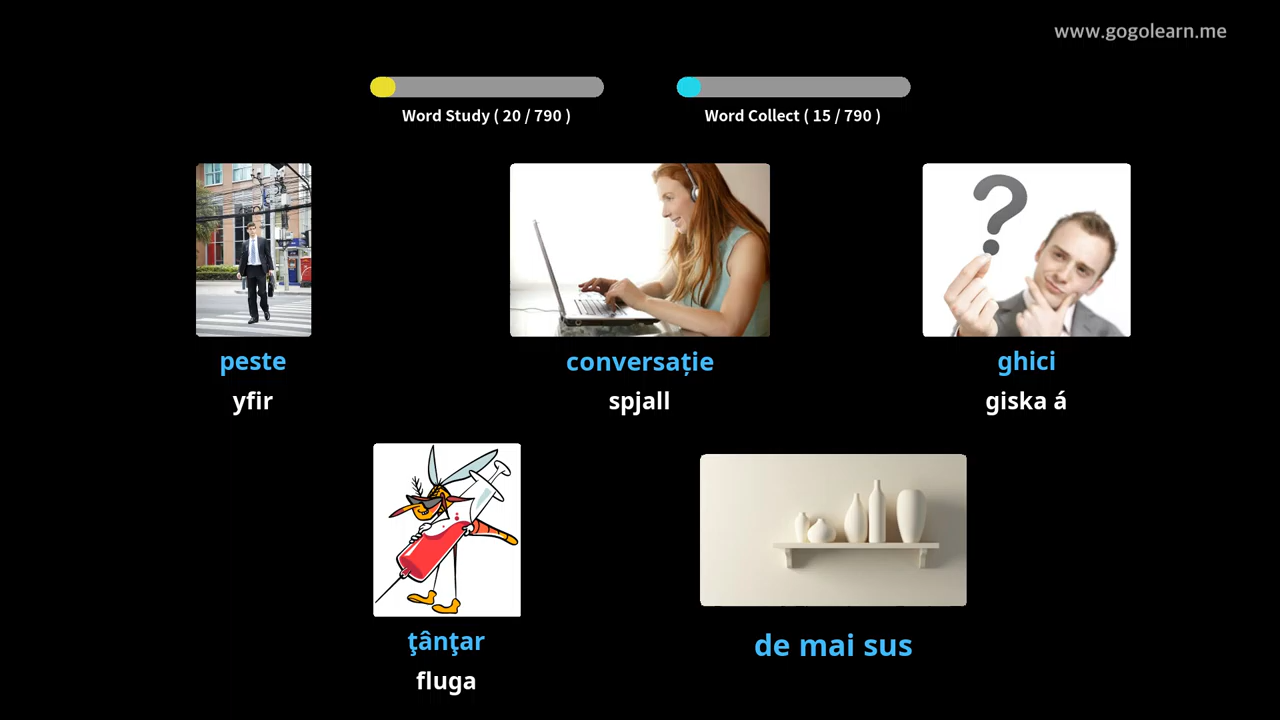 www.gogolearn.me
Word Study ( 20 / 790 )
Word Collect ( 15 / 790 )
peste
yfir
conversație
spjall
ghici
giska á
ţânţar
fluga
de mai sus